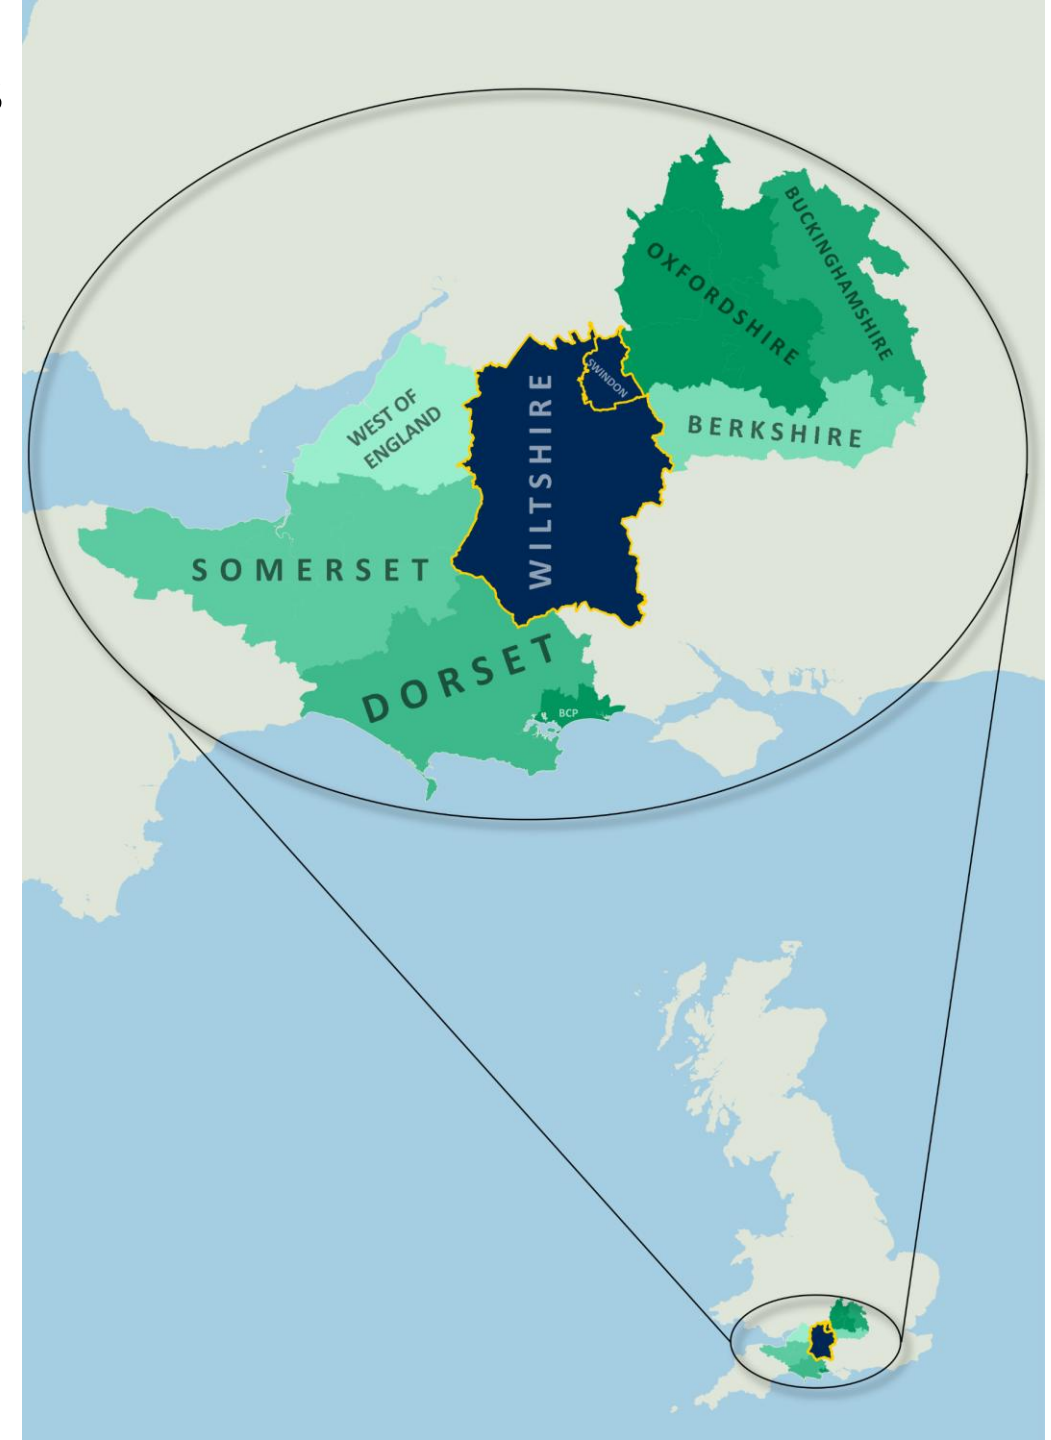 BUCKINGHAMSHIRE
OXFORDSHIRE
SWINDON
WILTSHIRE
WEST OF
ENGLAND
BERKSHIRE
SOMERSET
DORSET
BCP